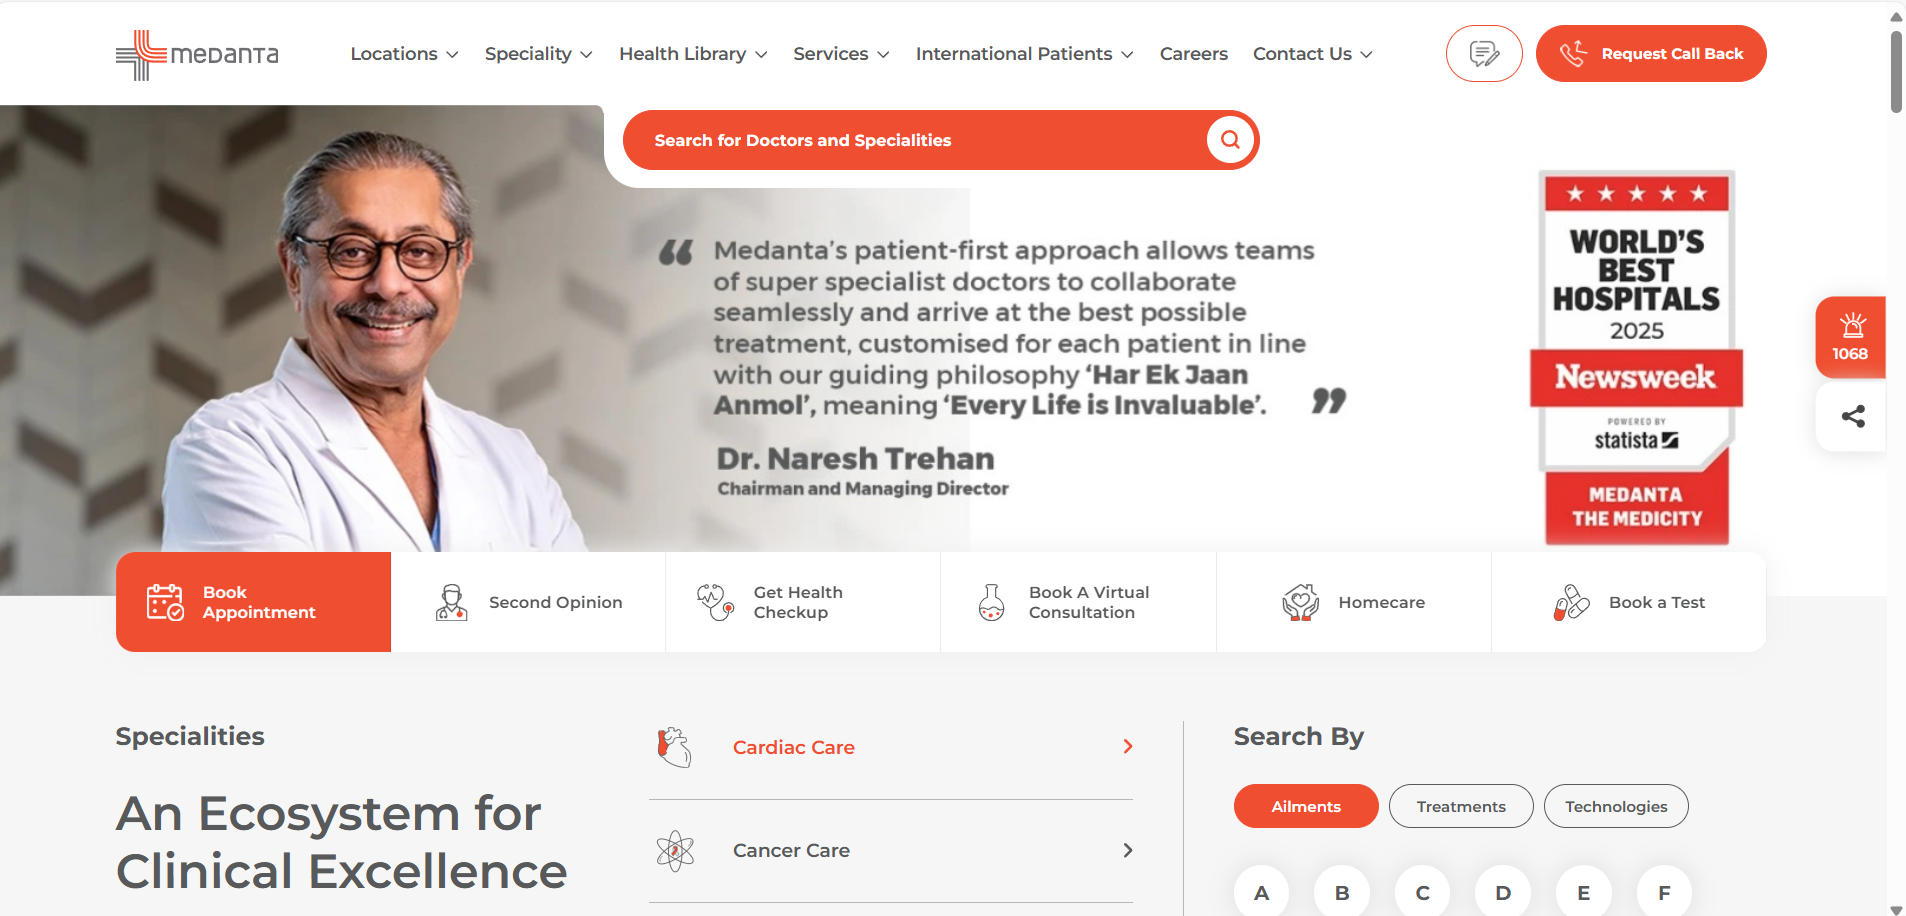 medanta
Locations
Speciality
Health Library
Services
International Patients
Careers
Contact Us
Request Call Back
Search for Doctors and Specialities
“ Medanta’s patient-first approach allows teams
of super specialist doctors to collaborate
seamlessly and arrive at the best possible
treatment, customised for each patient in line
with our guiding philosophy ‘Har Ek Jaan
Anmol’, meaning ‘Every Life is Invaluable’. ”
Dr. Naresh Trehan
Chairman and Managing Director
WORLD’S
BEST
HOSPITALS
2025
Newsweek
POWERED BY
statista
MEDANTA
THE MEDICITY
1068
Book
Appointment
Second Opinion
Get Health
Checkup
Book A Virtual
Consultation
Homecare
Book a Test
Specialities
An Ecosystem for
Clinical Excellence
Cardiac Care
Cancer Care
Search By
Ailments
Treatments
Technologies
A B C D E F